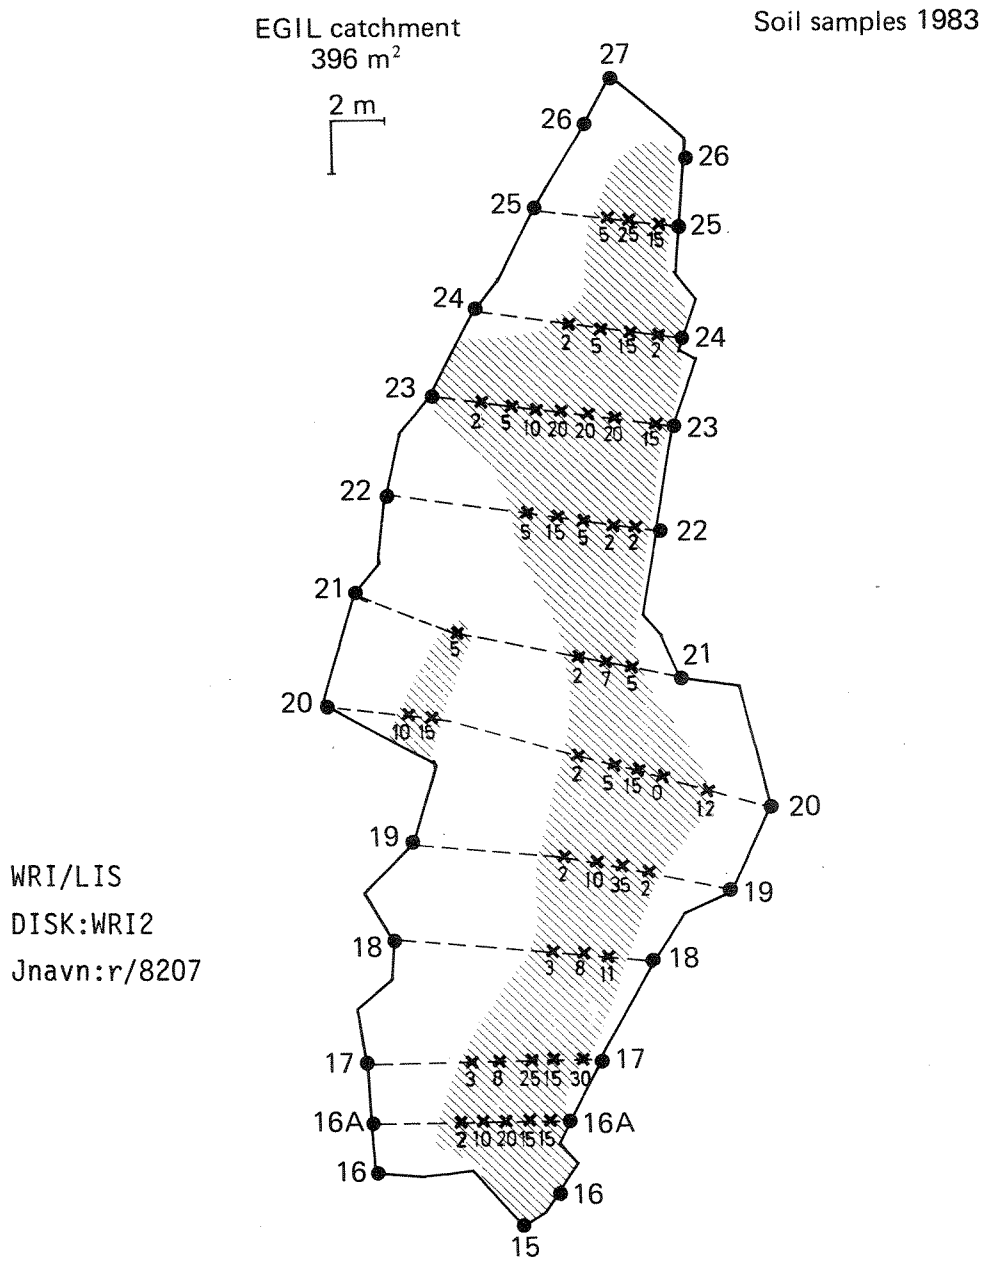 EGIL catchment
396 m²
Soil samples 1983
2 m
27
26
26
25
5 25 15
25
24
2 5 15 2
24
23
2 5 10 20 20 20 15
23
22
5 15 5 2 2
22
21
5
2 7 5
21
20
10 15
2 5 15 0 12
20
19
2 10 35 2
19
18
3 8 11
18
17
3 8 25 15 30
17
16A
2 10 20 15 15
16A
16
16
15
WRI/LIS
DISK:WRI2
Jnavn:r/8207